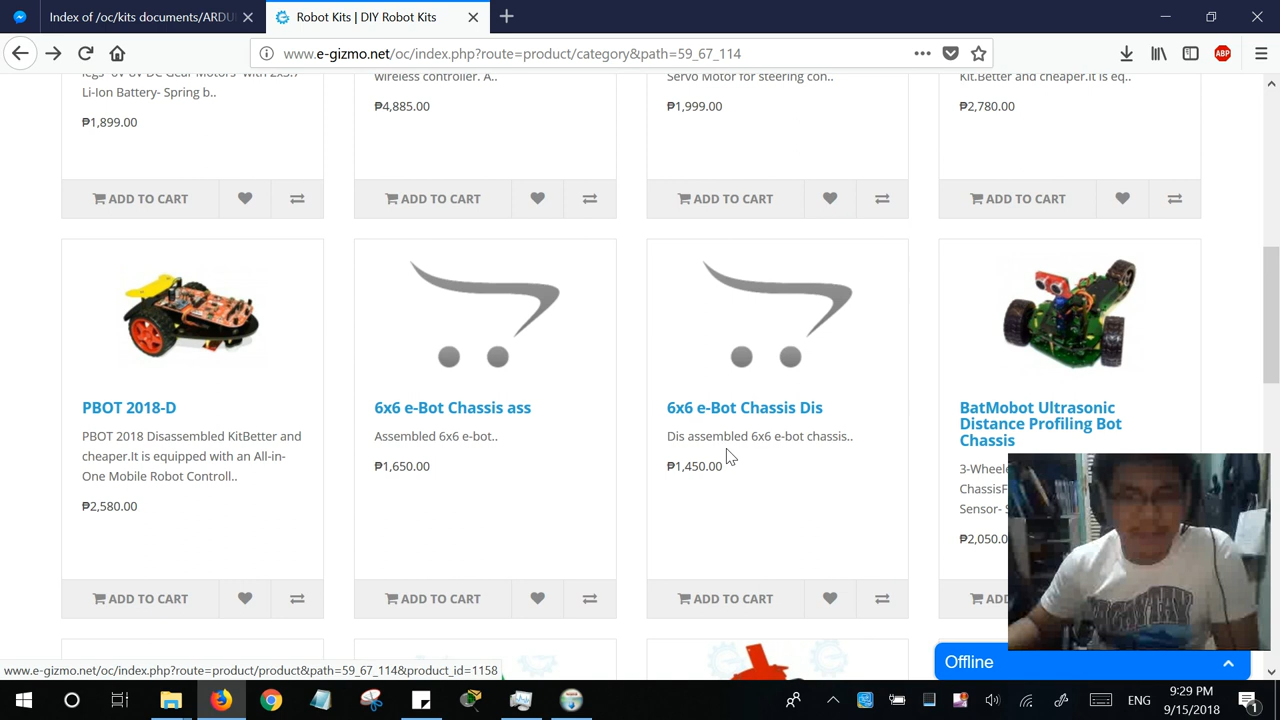 Index of /oc/kits documents/ARDU
Robot Kits | DIY Robot Kits
www.e-gizmo.net/oc/index.php?route=product/category&path=59_67_114
ABP
legs- 6v-8v DC Gear Motors with 2x3.7
Li-Ion Battery- Spring b..
₱1,899.00
ADD TO CART
wireless controller. A..
₱4,885.00
ADD TO CART
Servo Motor for steering con..
₱1,999.00
ADD TO CART
Kit.Better and cheaper.It is eq..
₱2,780.00
ADD TO CART
PBOT 2018-D
PBOT 2018 Disassembled KitBetter and
cheaper.It is equipped with an All-in-
One Mobile Robot Controll..
₱2,580.00
ADD TO CART
6x6 e-Bot Chassis ass
Assembled 6x6 e-bot..
₱1,650.00
ADD TO CART
6x6 e-Bot Chassis Dis
Dis assembled 6x6 e-bot chassis..
₱1,450.00
ADD TO CART
BatMobot Ultrasonic
Distance Profiling Bot
Chassis
3-Wheele
ChassisF
Sensor- S
₱2,050.0
ADD
Offline
www.e-gizmo.net/oc/index.php?route=product/product&path=59_67_114&product_id=1158
ENG
9:29 PM
9/15/2018
1